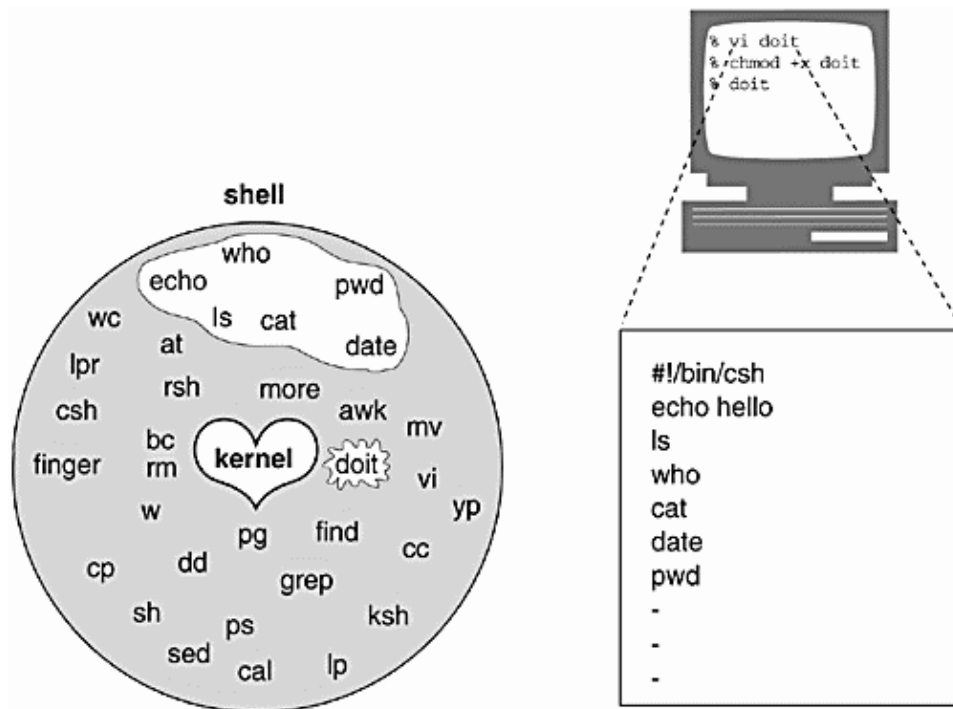 % vi doit
% chmod +x doit
% doit
shell
who
echo
pwd
ls
cat
date
wc
at
lpr
rsh
more
csh
awk
mv
bc
kernel
doit
finger
rm
vi
w
yp
pg
find
cc
cp
dd
grep
sh
ps
ksh
sed
cal
lp
#!/bin/csh
echo hello
ls
who
cat
date
pwd
-
-
-